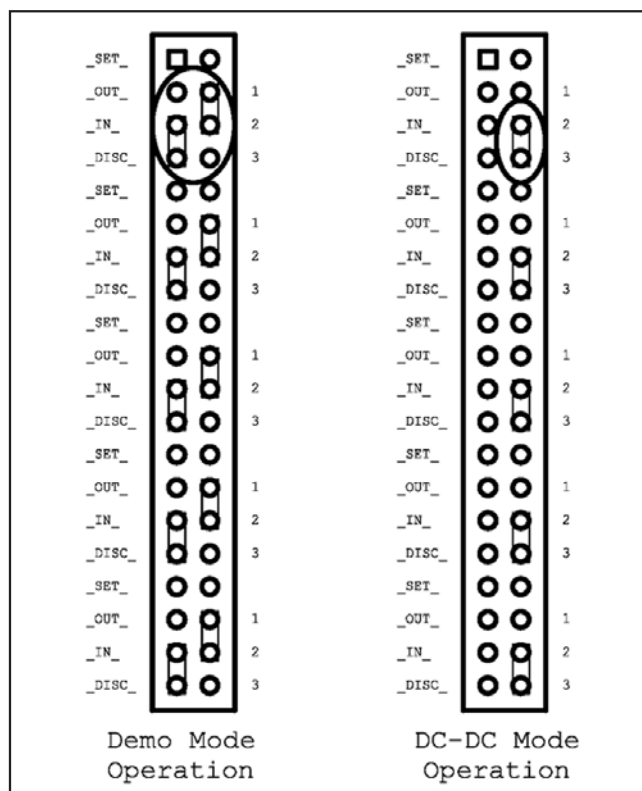 _SET_ _SET_
_OUT_ 1 _OUT_ 1
_IN_ 2 _IN_ 2
_DISC_ 3 _DISC_ 3
_SET_ _SET_
_OUT_ 1 _OUT_ 1
_IN_ 2 _IN_ 2
_DISC_ 3 _DISC_ 3
_SET_ _SET_
_OUT_ 1 _OUT_ 1
_IN_ 2 _IN_ 2
_DISC_ 3 _DISC_ 3
_SET_ _SET_
_OUT_ 1 _OUT_ 1
_IN_ 2 _IN_ 2
_DISC_ 3 _DISC_ 3
_SET_ _SET_
_OUT_ 1 _OUT_ 1
_IN_ 2 _IN_ 2
_DISC_ 3 _DISC_ 3
Demo Mode DC-DC Mode
Operation Operation